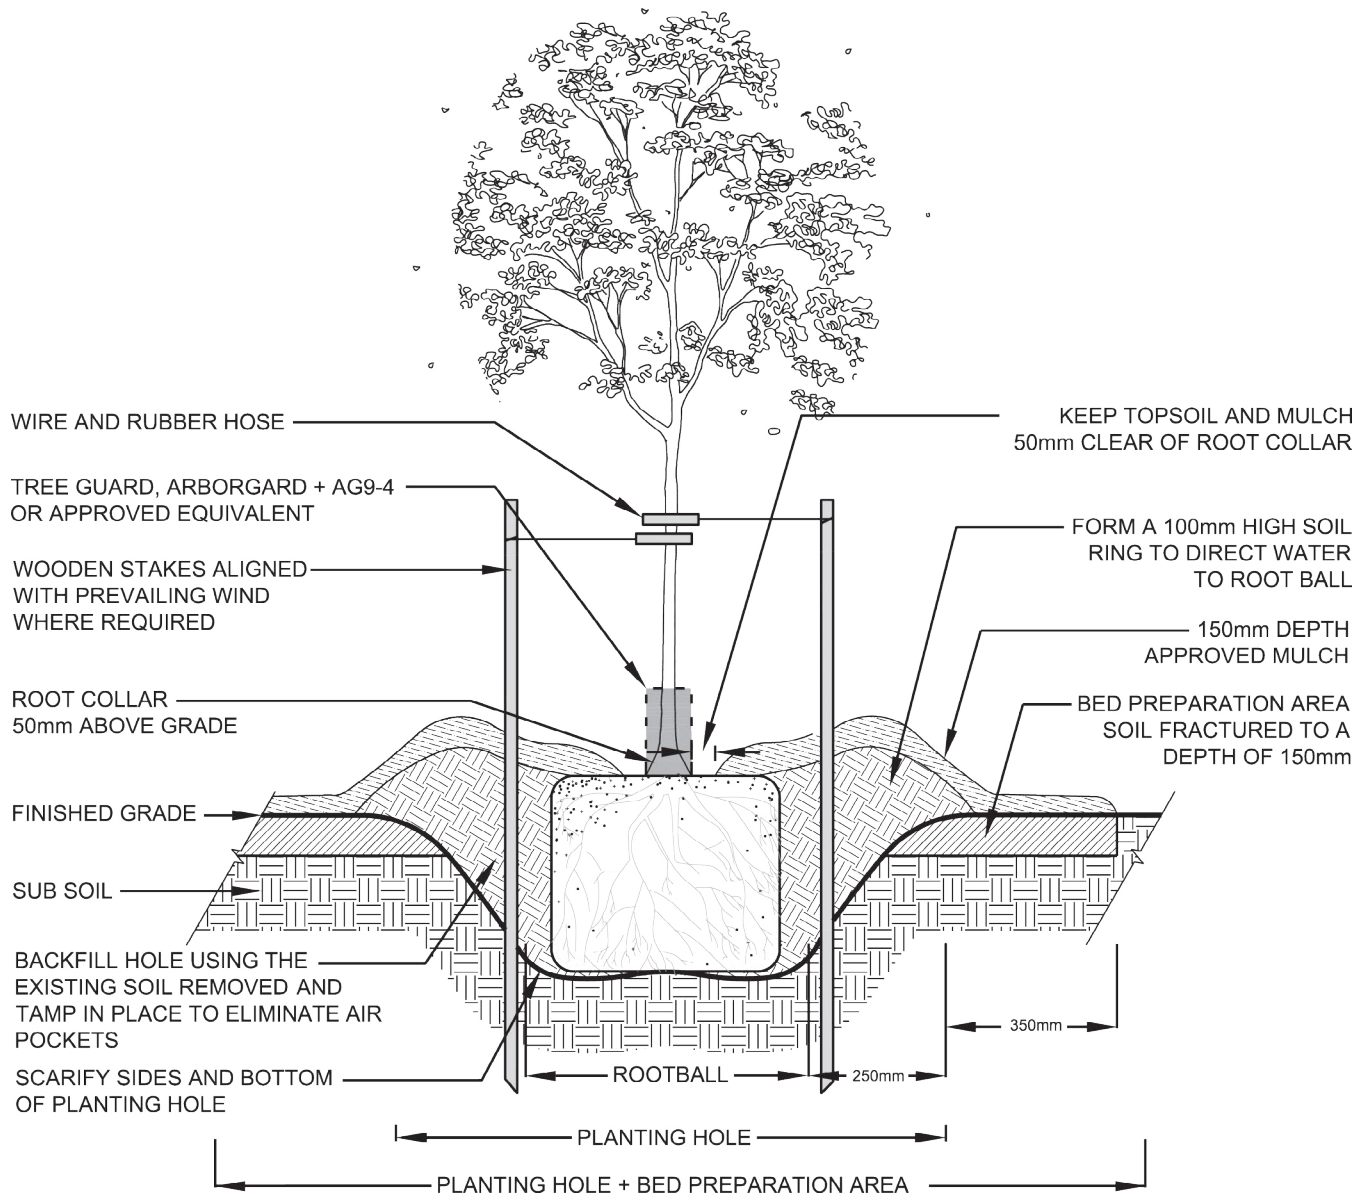 WIRE AND RUBBER HOSE
TREE GUARD, ARBORGARD + AG9-4
OR APPROVED EQUIVALENT
WOODEN STAKES ALIGNED
WITH PREVAILING WIND
WHERE REQUIRED
ROOT COLLAR
50mm ABOVE GRADE
FINISHED GRADE
SUB SOIL
BACKFILL HOLE USING THE
EXISTING SOIL REMOVED AND
TAMP IN PLACE TO ELIMINATE AIR
POCKETS
SCARIFY SIDES AND BOTTOM
OF PLANTING HOLE
KEEP TOPSOIL AND MULCH
50mm CLEAR OF ROOT COLLAR
FORM A 100mm HIGH SOIL
RING TO DIRECT WATER
TO ROOT BALL
150mm DEPTH
APPROVED MULCH
BED PREPARATION AREA
SOIL FRACTURED TO A
DEPTH OF 150mm
350mm
ROOTBALL
250mm
PLANTING HOLE
PLANTING HOLE + BED PREPARATION AREA